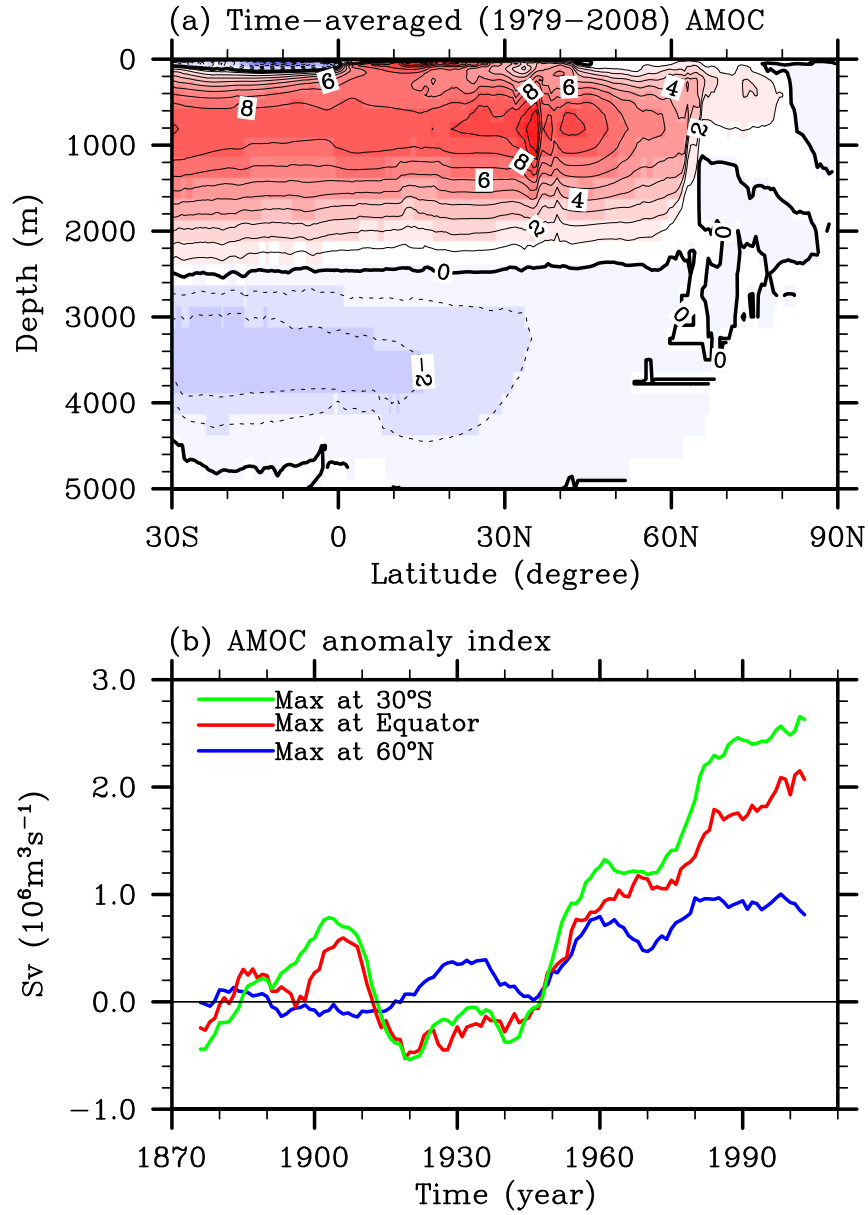 (a) Time−averaged (1979−2008) AMOC
0
1000
2000
3000
4000
5000
Depth (m)
6
8
8
6
4
2
8
6
4
2
0
0
0
0
−2
30S 0 30N 60N 90N
Latitude (degree)
(b) AMOC anomaly index
3.0
2.0
1.0
0.0
−1.0
Sv (10⁶m³s⁻¹)
Max at 30°S
Max at Equator
Max at 60°N
1870 1900 1930 1960 1990
Time (year)